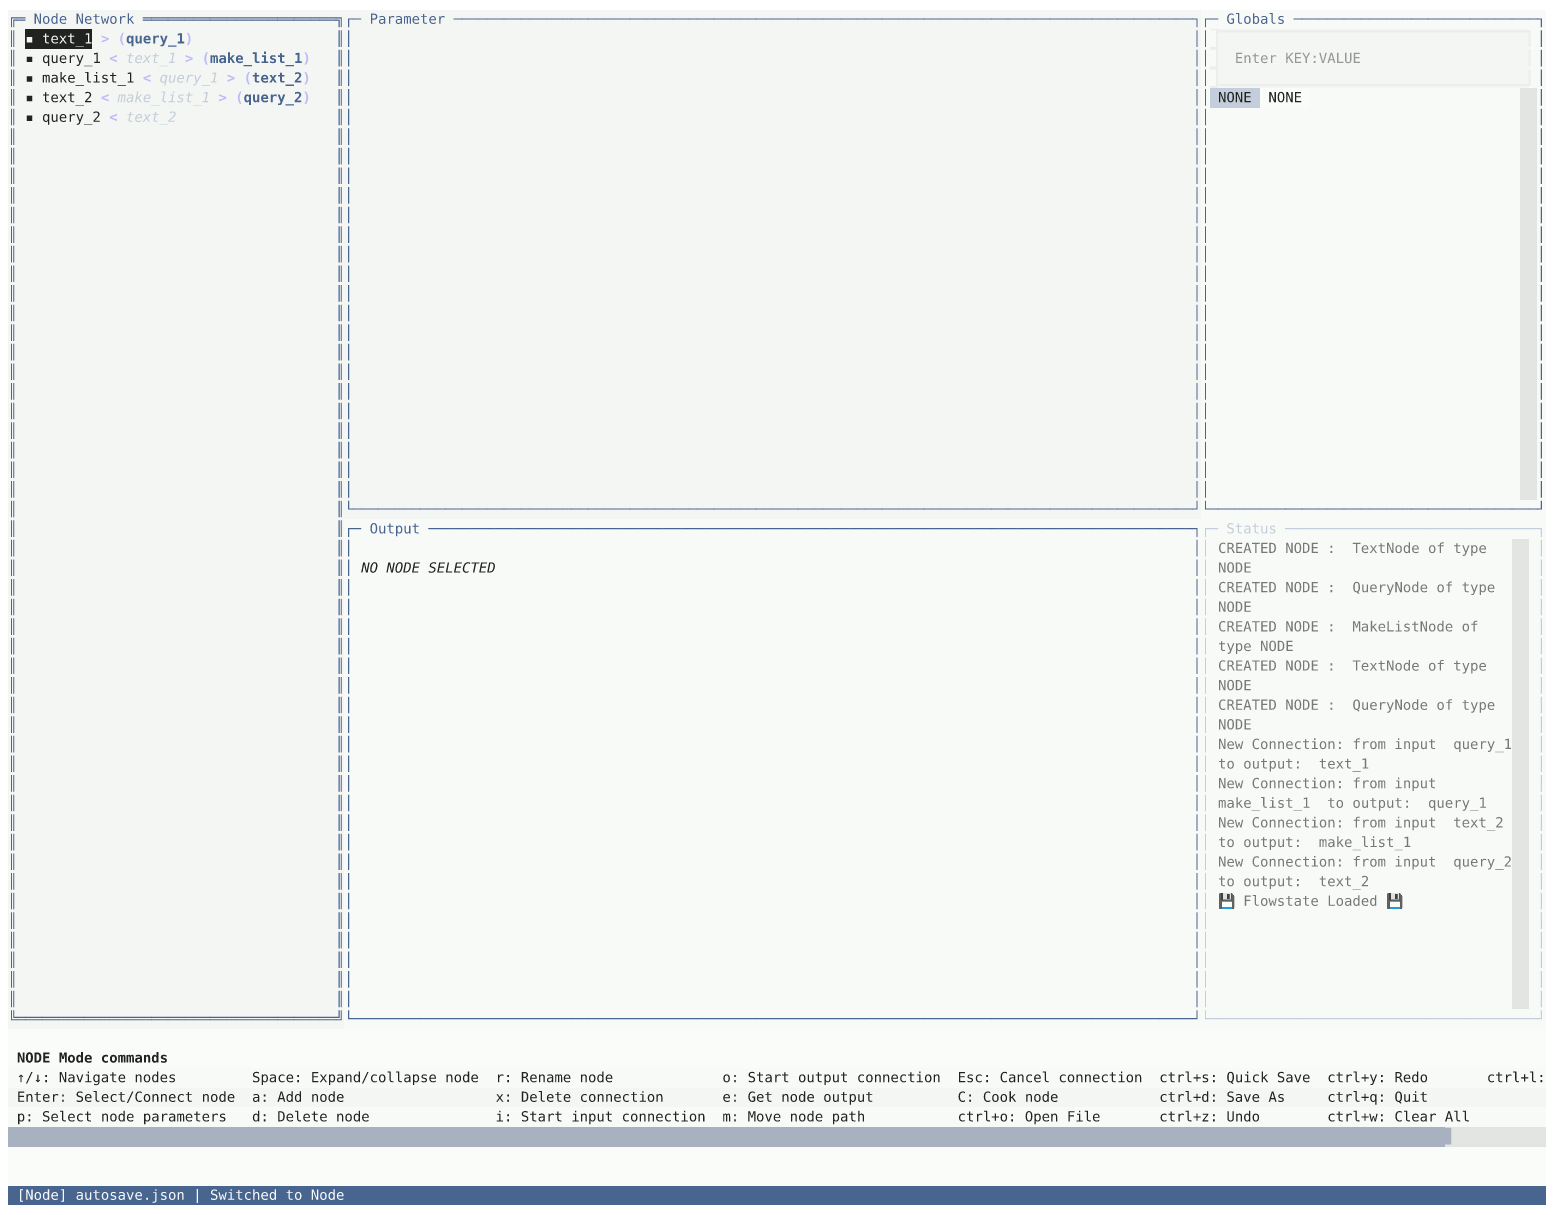 Node Network
▪ text_1 > (query_1)
▪ query_1 < text_1 > (make_list_1)
▪ make_list_1 < query_1 > (text_2)
▪ text_2 < make_list_1 > (query_2)
▪ query_2 < text_2
Parameter
Globals
Enter KEY:VALUE
NONE NONE
Output
NO NODE SELECTED
Status
CREATED NODE :  TextNode of type
NODE
CREATED NODE :  QueryNode of type
NODE
CREATED NODE :  MakeListNode of
type NODE
CREATED NODE :  TextNode of type
NODE
CREATED NODE :  QueryNode of type
NODE
New Connection: from input  query_1
to output:  text_1
New Connection: from input
make_list_1  to output:  query_1
New Connection: from input  text_2
to output:  make_list_1
New Connection: from input  query_2
to output:  text_2
💾 Flowstate Loaded 💾
NODE Mode commands
↑/↓: Navigate nodes Space: Expand/collapse node r: Rename node o: Start output connection Esc: Cancel connection ctrl+s: Quick Save ctrl+y: Redo ctrl+l:
Enter: Select/Connect node a: Add node x: Delete connection e: Get node output C: Cook node ctrl+d: Save As ctrl+q: Quit
p: Select node parameters d: Delete node i: Start input connection m: Move node path ctrl+o: Open File ctrl+z: Undo ctrl+w: Clear All
[Node] autosave.json | Switched to Node